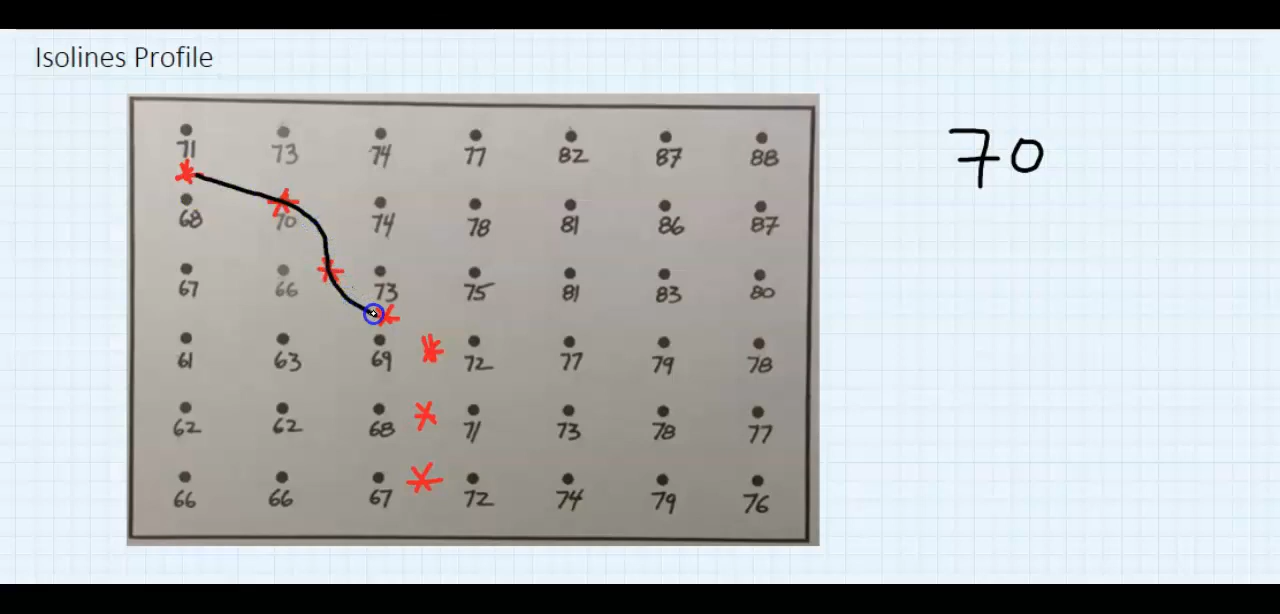 Isolines Profile
70
71 73 74 77 82 87 88
68 70 74 78 81 86 87
67 66 73 75 81 83 80
61 63 69 72 77 79 78
62 62 68 71 73 78 77
66 66 67 72 74 79 76